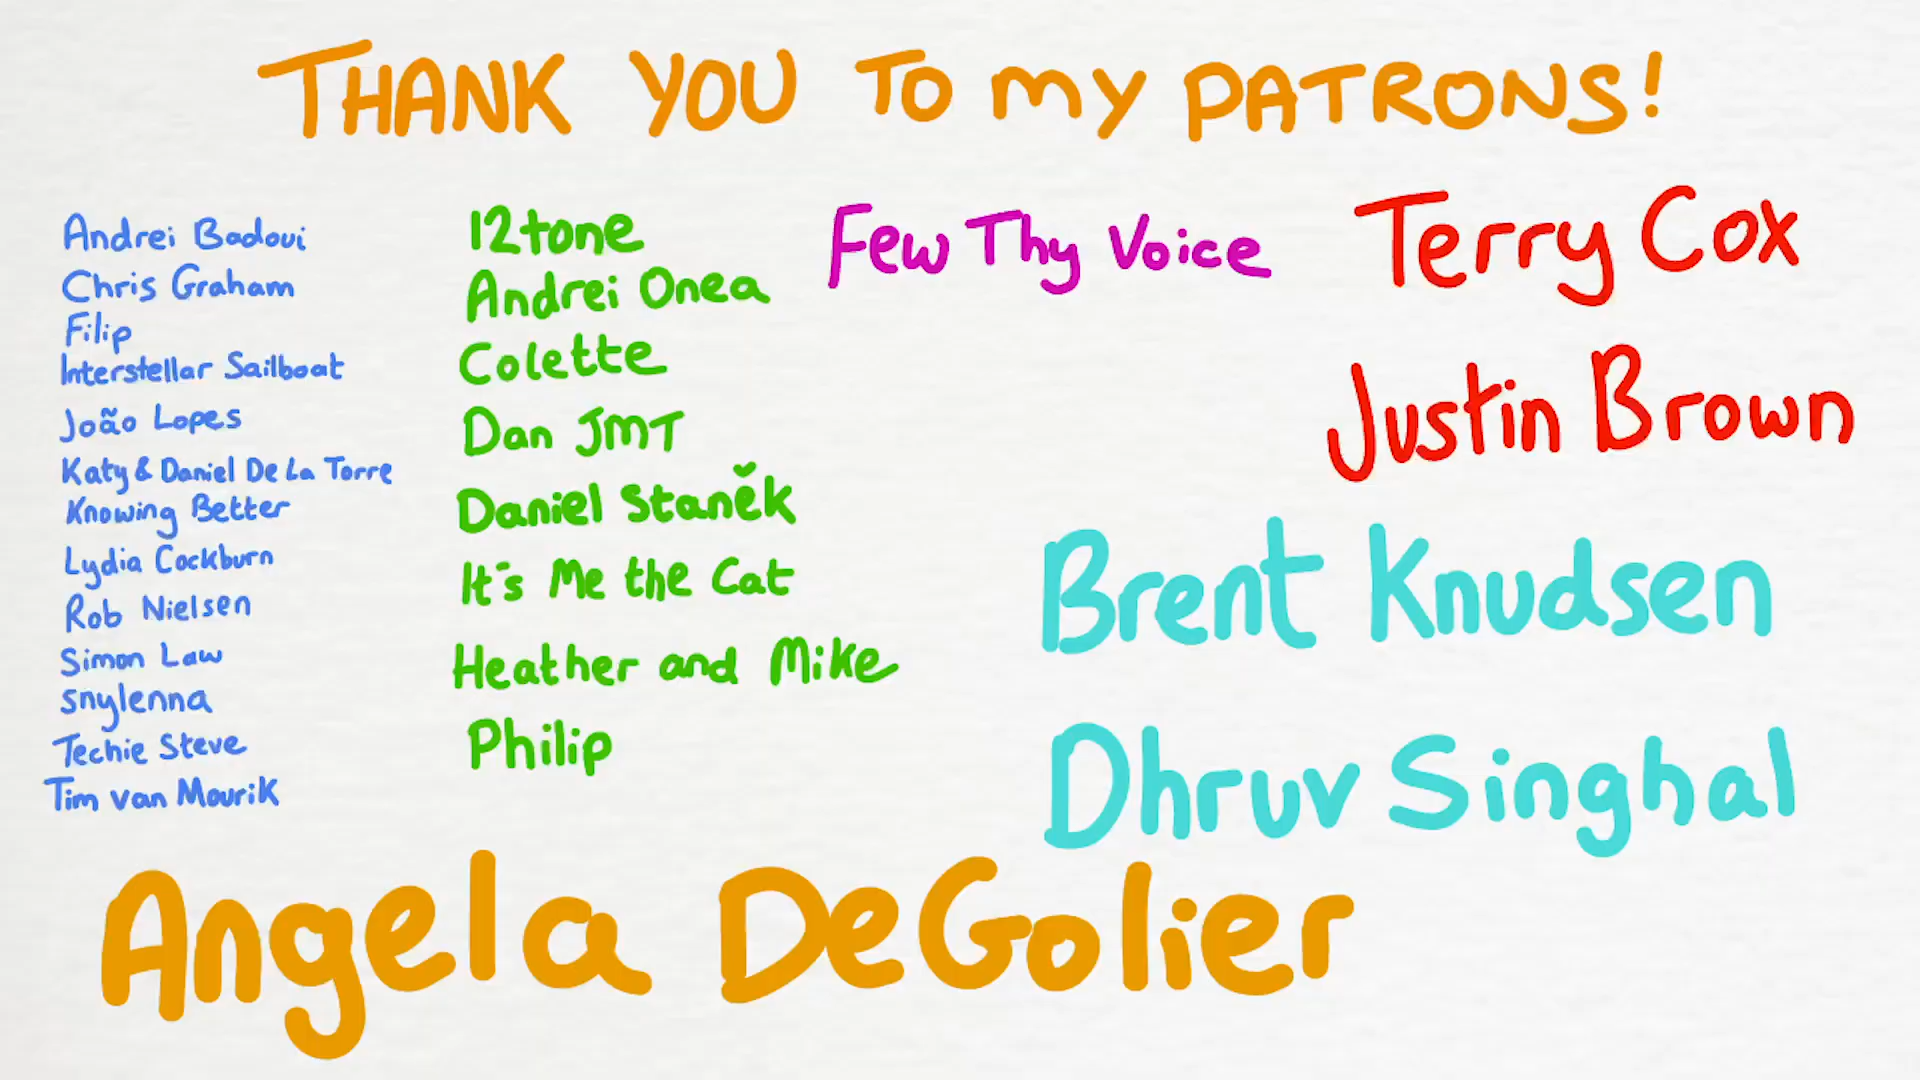 THANK YOU TO MY PATRONS!
Andrei Badoui
Chris Graham
Filip
Interstellar Sailboat
João Lopes
Katy & Daniel De La Torre
Knowing Better
Lydia Cockburn
Rob Nielsen
Simon Law
snylenna
Techie Steve
Tim van Mourik
12tone
Andrei Onea
Colette
Dan JMT
Daniel Staněk
It's Me the Cat
Heather and Mike
Philip
Few Thy Voice
Terry Cox
Justin Brown
Brent Knudsen
Dhruv Singhal
Angela DeGolier